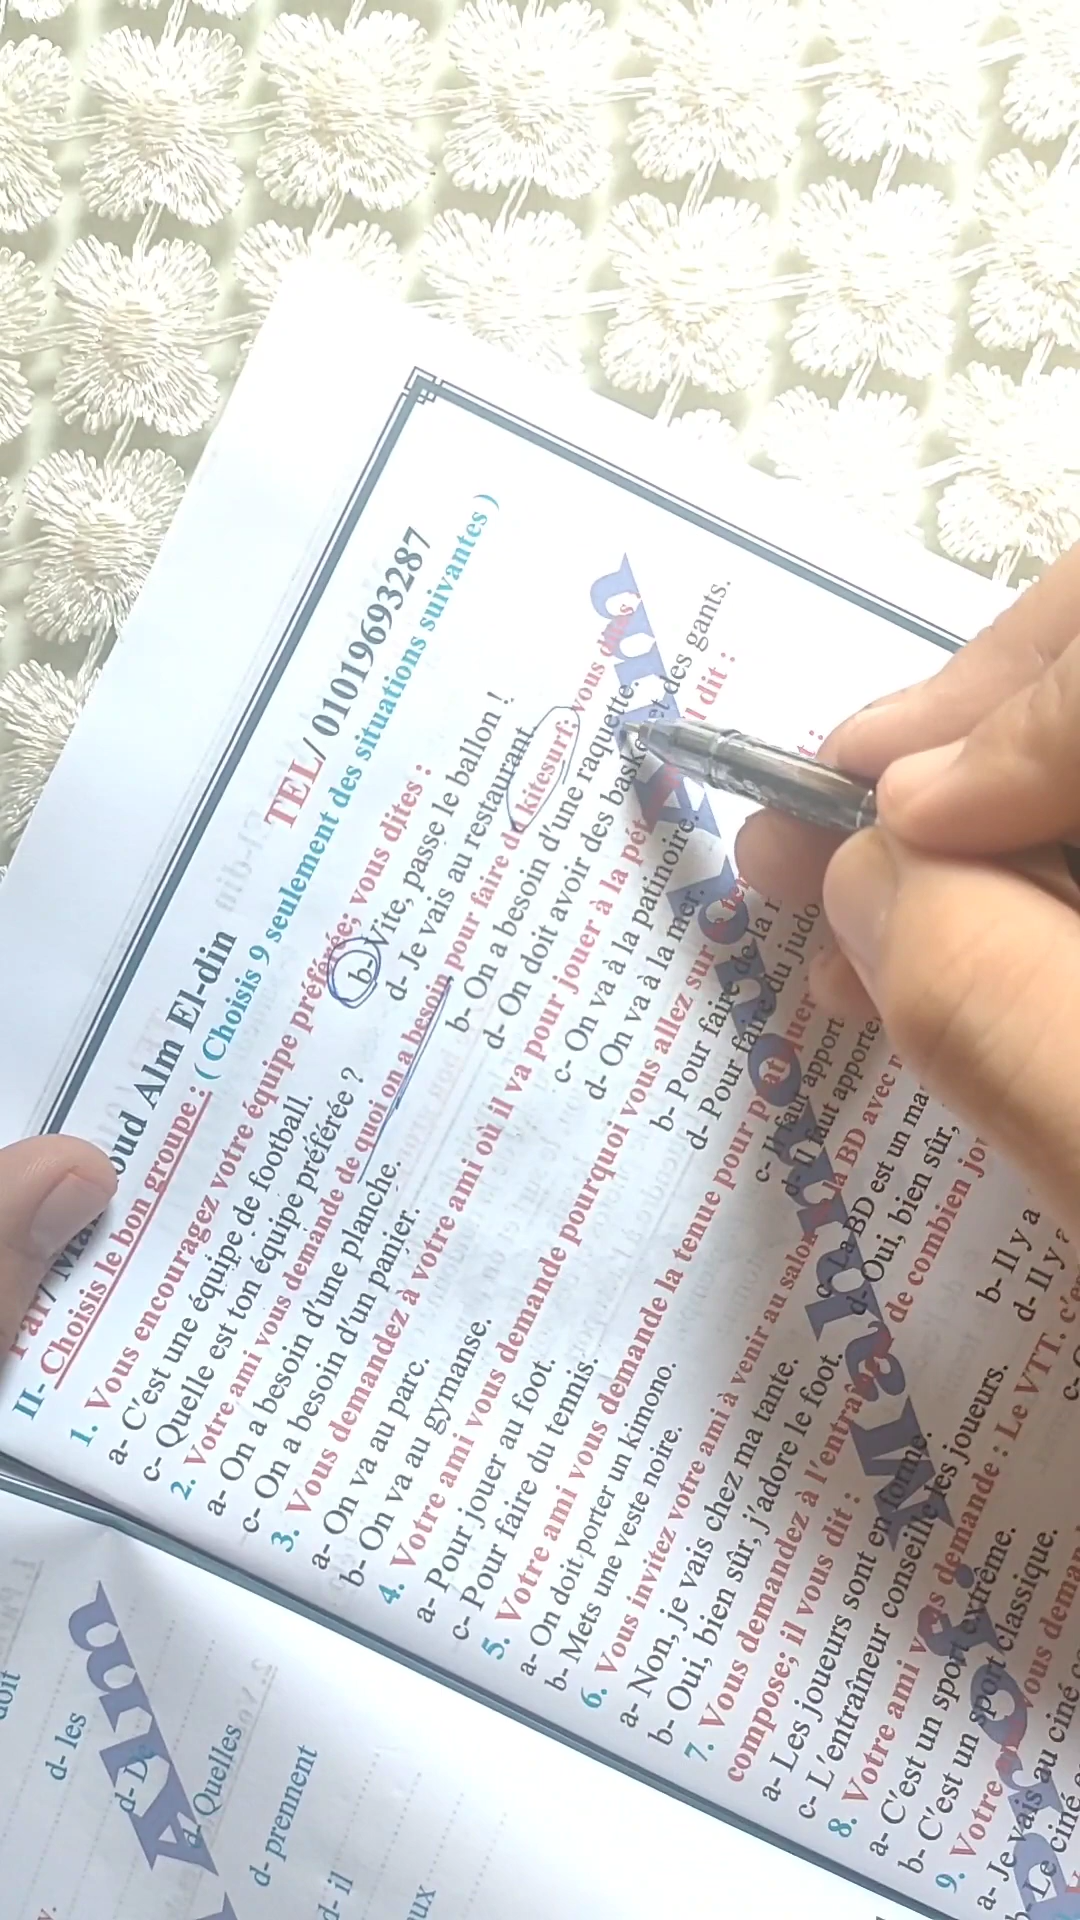 oud Alm El-din TEL/ 01019693287
II- Choisis le bon groupe : ( Choisis 9 seulement des situations suivantes )
1. Vous encouragez votre équipe préférée; vous dites :
a- C'est une équipe de football. b- Vite, passe le ballon !
c- Quelle est ton équipe préférée ? d- Je vais au restaurant.
2. Votre ami vous demande de quoi on a besoin pour faire du kitesurf; vous dites :
a- On a besoin d'une planche. b- On a besoin d'une raquette.
c- On a besoin d'un panier. d- On doit avoir des baske et des gants.
3. Vous demandez à votre ami où il va pour jouer à la pét l dit :
a- On va au parc. c- On va à la patinoire.
b- On va au gymanse. d- On va à la mer.
4. Votre ami vous demande pourquoi vous allez sur
a- Pour jouer au foot. b- Pour faire de la
c- Pour faire du tennis. d- Pour faire du judo
5. Votre ami vous demande la tenue pour
a- On doit porter un kimono. c- Il faut apport
b- Mets une veste noire. d- Il faut apporte
6. Vous invitez votre ami à venir au salon la BD avec
a- Non, je vais chez ma tante. c- La BD est un ma
b- Oui, bien sûr, j'adore le foot. d- Oui, bien sûr,
7. Vous demandez à l'entraî de combien jo
compose; il vous dit :
a- Les joueurs sont en forme. b- Il y a
c- L'entraîneur conseille les joueurs. d- Il y a
8. Votre ami vous demande : Le VTT. c'e
a- C'est un sport extrême. c-
b- C'est un sport classique.
9. Votre vous deman
a- Je vais au ciné
b- Le ciné
doit
d- les
d- De
d- Quelles
d- prennent
d- il
ux